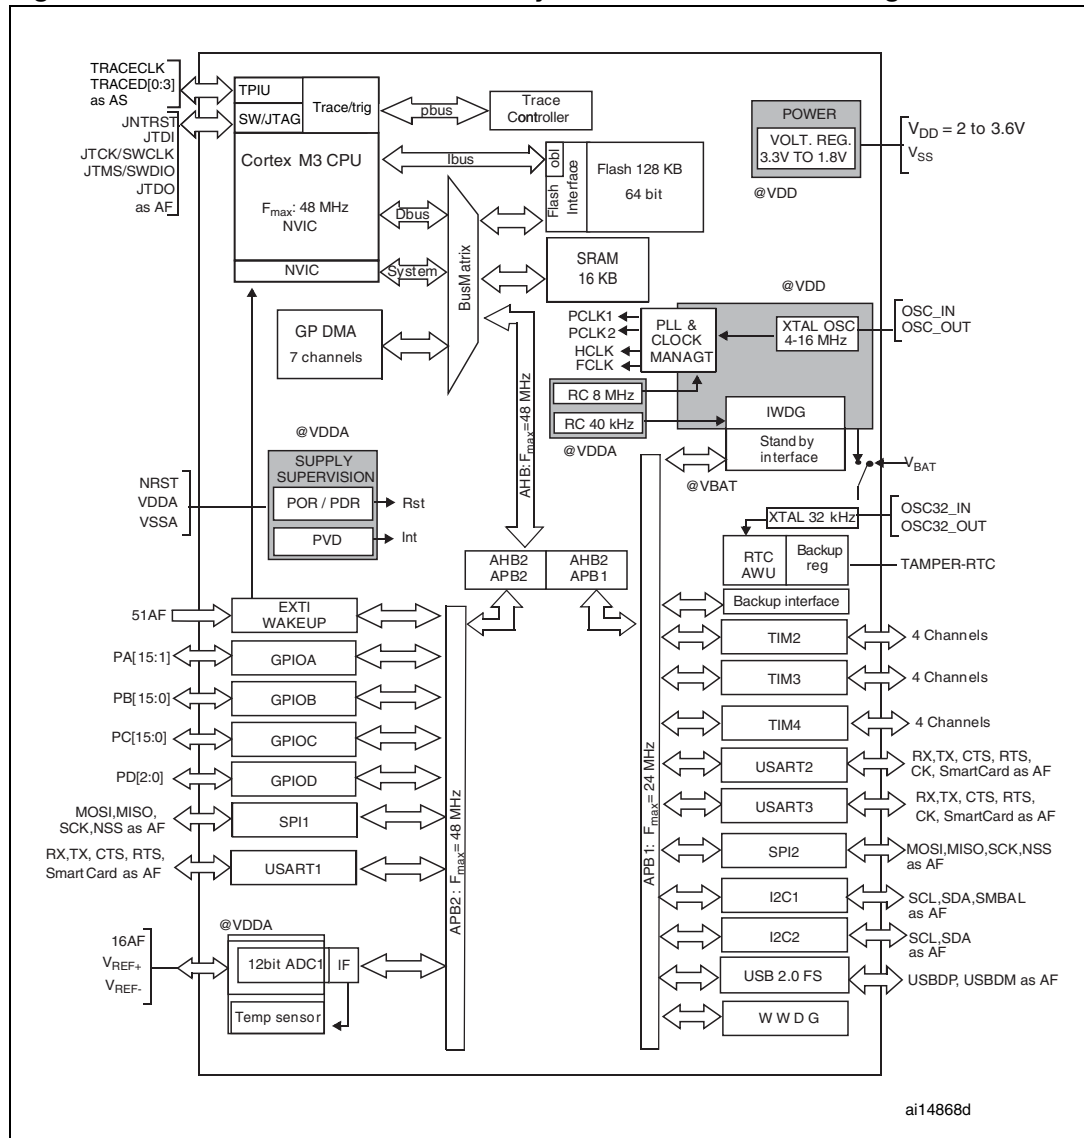 TRACECLK
TRACED[0:3]
as AS
JNTRST
JTDI
JTCK/SWCLK
JTMS/SWDIO
JTDO
as AF
TPIU
SW/JTAG
Trace/trig
Cortex M3 CPU
Fmax: 48 MHz
NVIC
NVIC
pbus
Trace
Controller
Ibus
Dbus
System
BusMatrix
Flash
obl
Interface
Flash 128 KB
64 bit
SRAM
16 KB
POWER
VOLT. REG.
3.3V TO 1.8V
@VDD
VDD = 2 to 3.6V
VSS
GP DMA
7 channels
AHB: Fmax=48 MHz
PCLK1
PCLK2
HCLK
FCLK
PLL &
CLOCK
MANAGT
@VDD
XTAL OSC
4-16 MHz
OSC_IN
OSC_OUT
RC 8 MHz
RC 40 kHz
@VDDA
IWDG
Stand by
interface
@VBAT
VBAT
XTAL 32 kHz
OSC32_IN
OSC32_OUT
RTC
AWU
Backup
reg
TAMPER-RTC
Backup interface
@VDDA
SUPPLY
SUPERVISION
NRST
VDDA
VSSA
POR / PDR
Rst
PVD
Int
AHB2
APB2
AHB2
APB1
51AF
EXTI
WAKEUP
PA[15:1]
GPIOA
PB[15:0]
GPIOB
PC[15:0]
GPIOC
PD[2:0]
GPIOD
MOSI,MISO,
SCK,NSS as AF
SPI1
RX,TX, CTS, RTS,
SmartCard as AF
USART1
@VDDA
16AF
VREF+
VREF-
12bit ADC1
IF
Temp sensor
APB2 : Fmax= 48 MHz
APB1 : Fmax= 24 MHz
TIM2
4 Channels
TIM3
4 Channels
TIM4
4 Channels
USART2
RX,TX, CTS, RTS,
CK, SmartCard as AF
USART3
RX,TX, CTS, RTS,
CK, SmartCard as AF
SPI2
MOSI,MISO,SCK,NSS
as AF
I2C1
SCL,SDA,SMBAL
as AF
I2C2
SCL,SDA
as AF
USB 2.0 FS
USBDP, USBDM as AF
W W D G
ai14868d